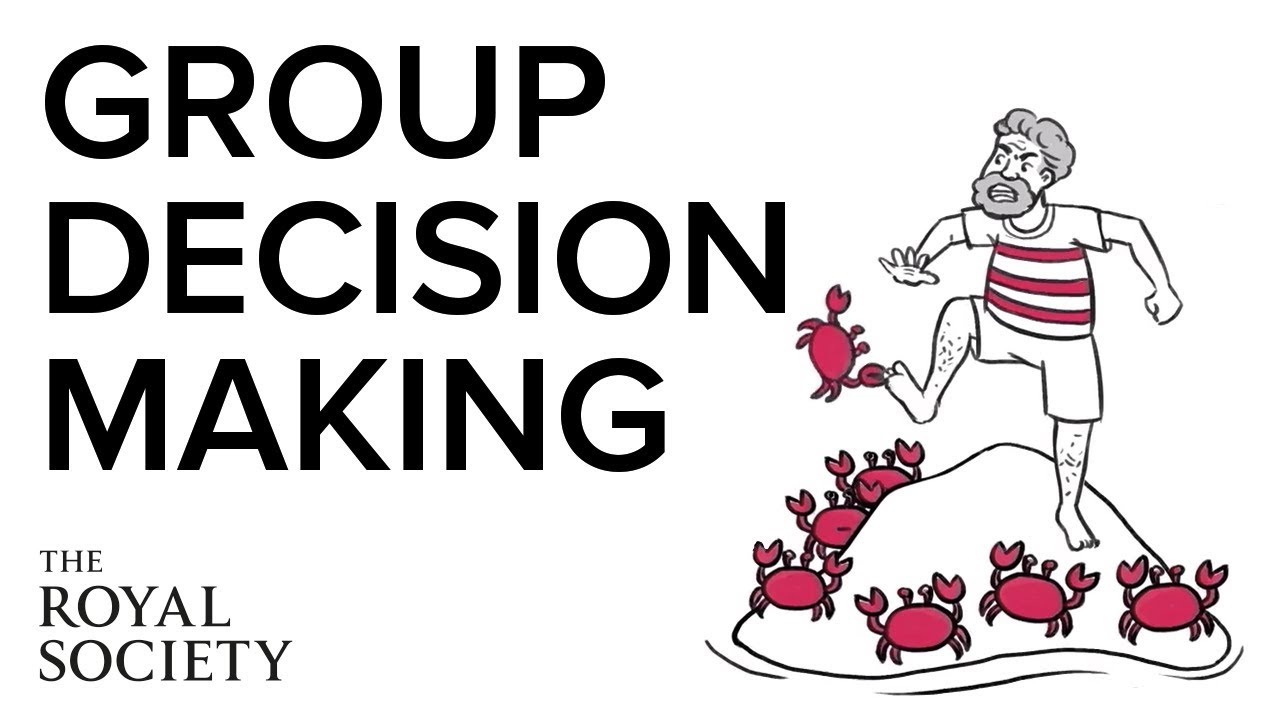 GROUP
DECISION
MAKING
THE
ROYAL
SOCIETY